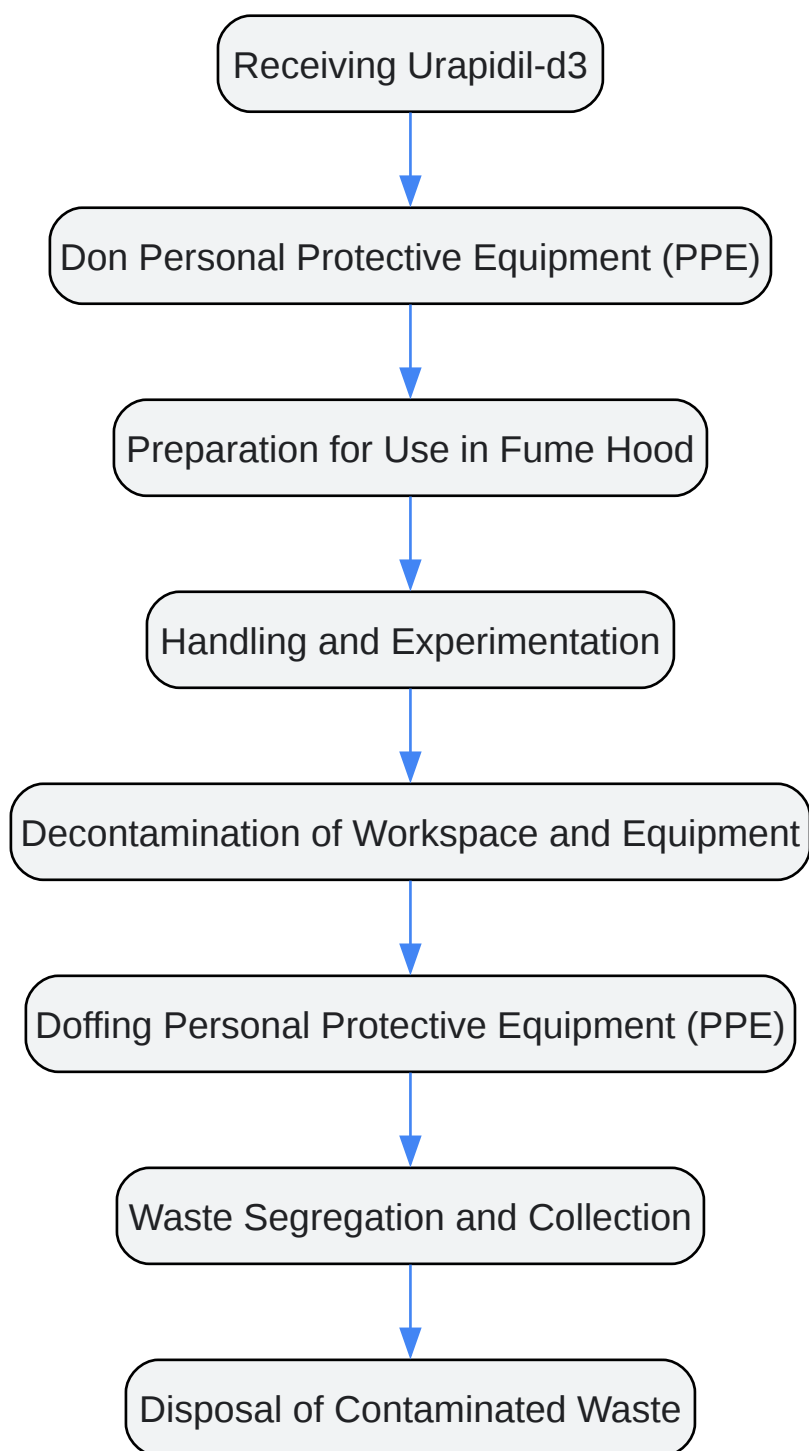 Receiving Urapidil-d3
Don Personal Protective Equipment (PPE)
Preparation for Use in Fume Hood
Handling and Experimentation
Decontamination of Workspace and Equipment
Doffing Personal Protective Equipment (PPE)
Waste Segregation and Collection
Disposal of Contaminated Waste